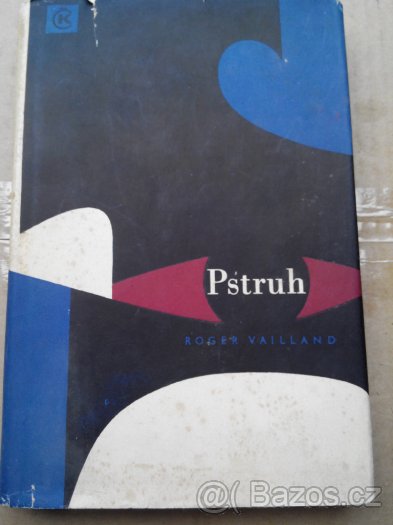 Pstruh
ROGER VAILLAND
Bazos.cz